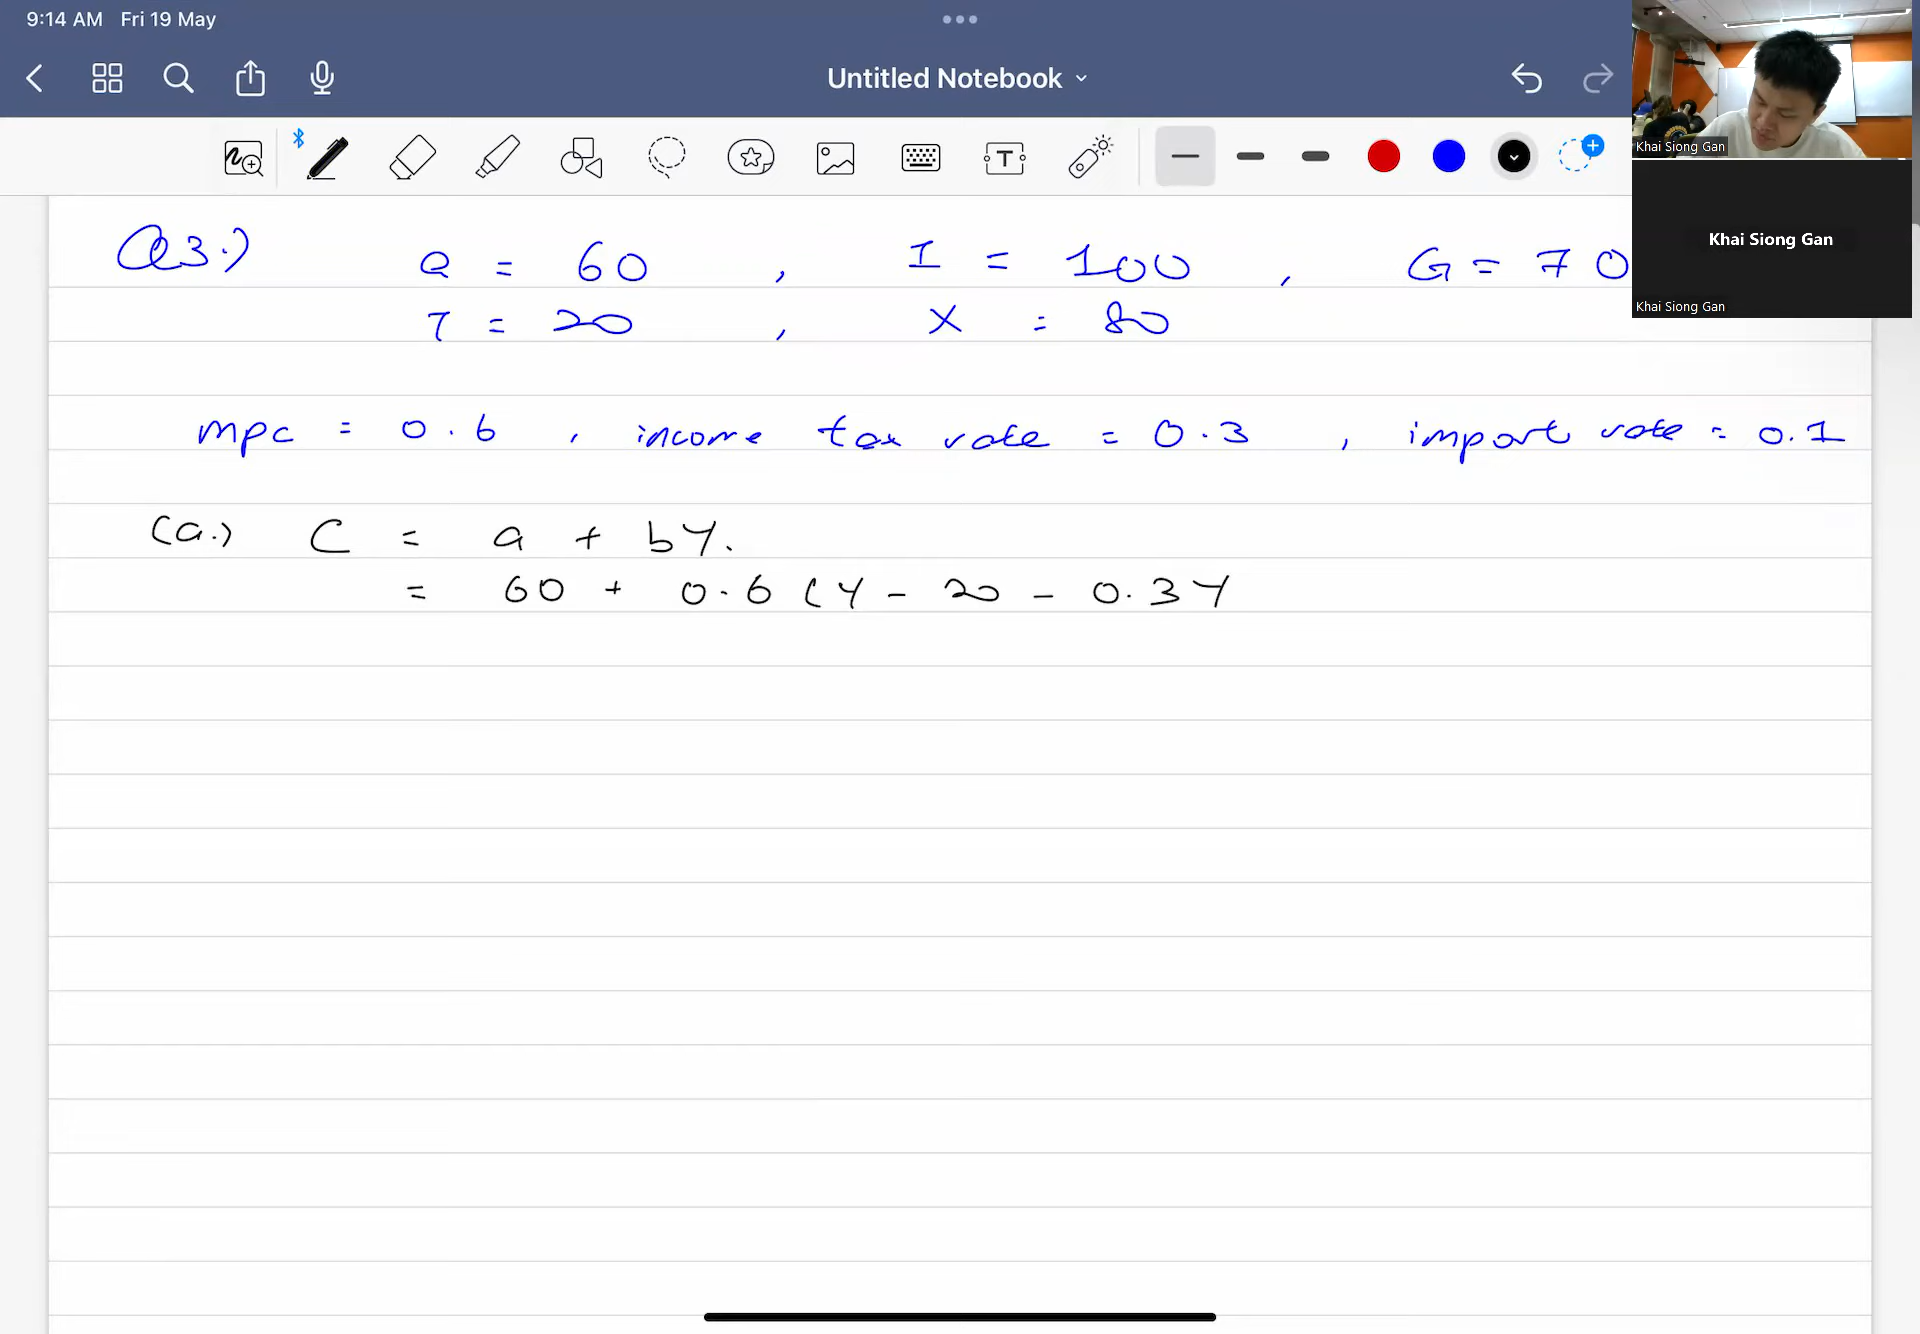 9:14 AM Fri 19 May
Untitled Notebook
Khai Siong Gan
Khai Siong Gan
Khai Siong Gan
Q3.) a = 60 , I = 100 , G = 70
T = 20 , X = 80
mpc = 0.6 , income tax rate = 0.3 , import rate = 0.1
(a.) C = a + bY.
= 60 + 0.6 (Y - 20 - 0.3Y